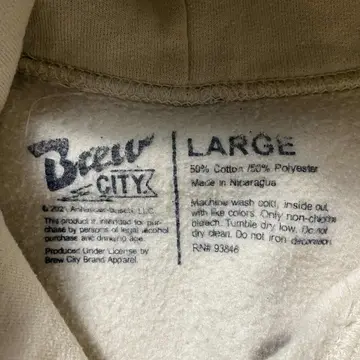 Brew
CITY
© 2021 Anheuser-Busch, LLC.
This product is intended for pur-
chase by persons of legal alcohol
purchase and drinking age.
Produced Under License by
Brew City Brand Apparel.
LARGE
50% Cotton /50% Polyester
Made in Nicaragua
Machine wash cold, inside out,
with like colors. Only non-chlorine
bleach. Tumble dry low. Do not
dry clean. Do not iron decoration.
RN# 93846